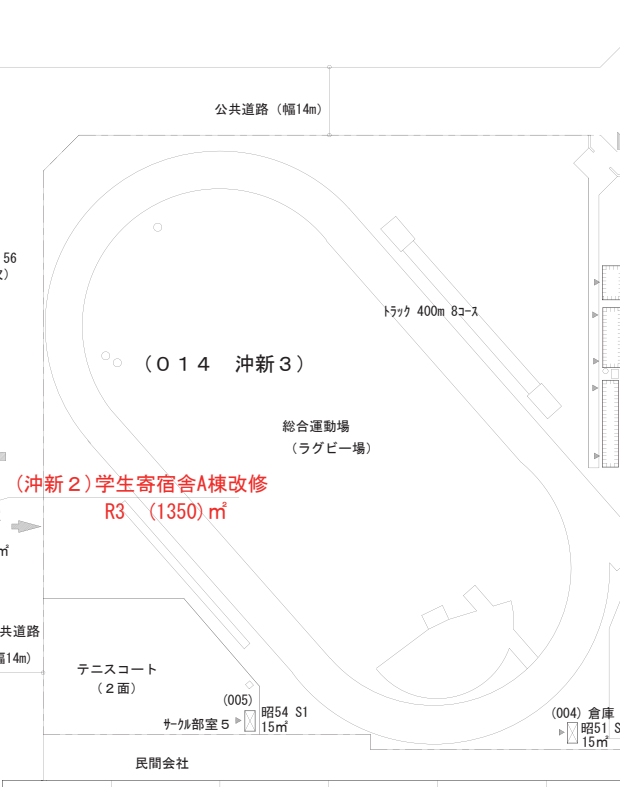 公共道路 (幅14m)
56
トラック 400m 8コース
(014 沖新3)
総合運動場
(ラグビー場)
(沖新2)学生寄宿舎A棟改修
R3 (1350)㎡
㎡
共道路
幅14m)
テニスコート
(2面)
(005)
昭54 S1
サークル部室5
15㎡
(004) 倉庫
昭51 S
15㎡
民間会社